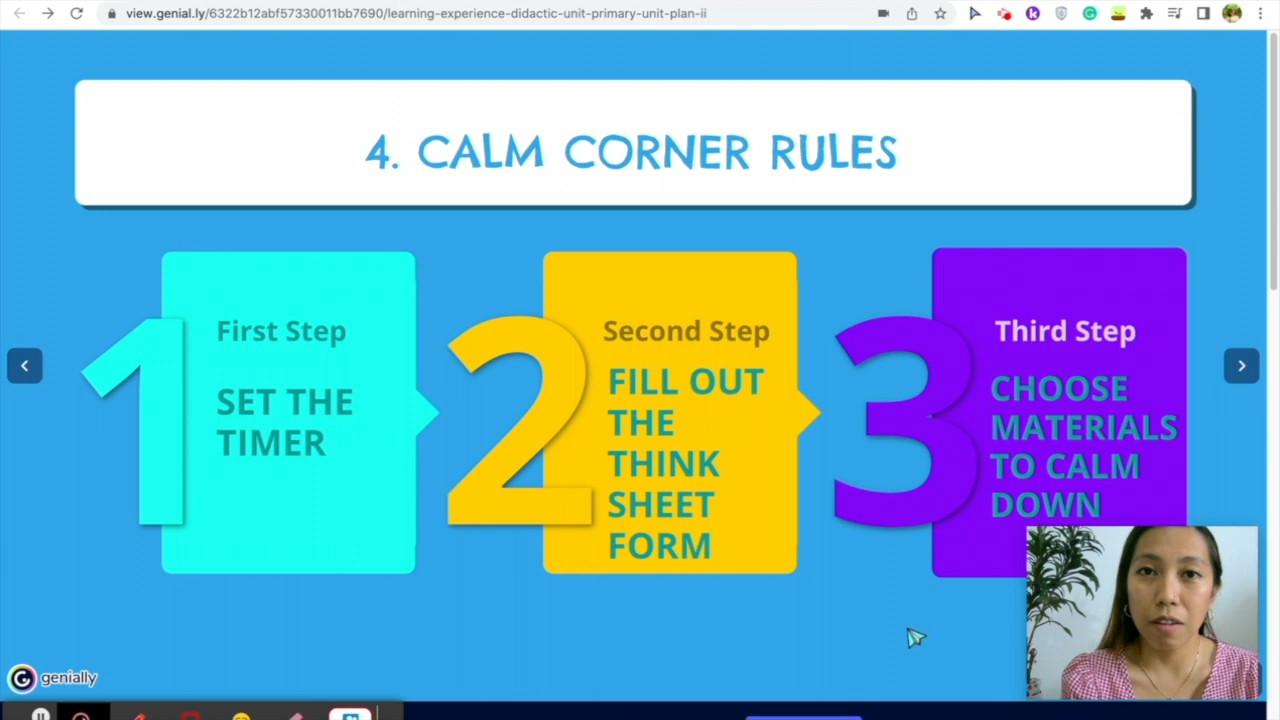 view.genial.ly/6322b12abf57330011bb7690/learning-experience-didactic-unit-primary-unit-plan-ii
4. CALM CORNER RULES
1
First Step
SET THE
TIMER
2
Second Step
FILL OUT
THE
THINK
SHEET
FORM
3
Third Step
CHOOSE
MATERIALS
TO CALM
DOWN
genially